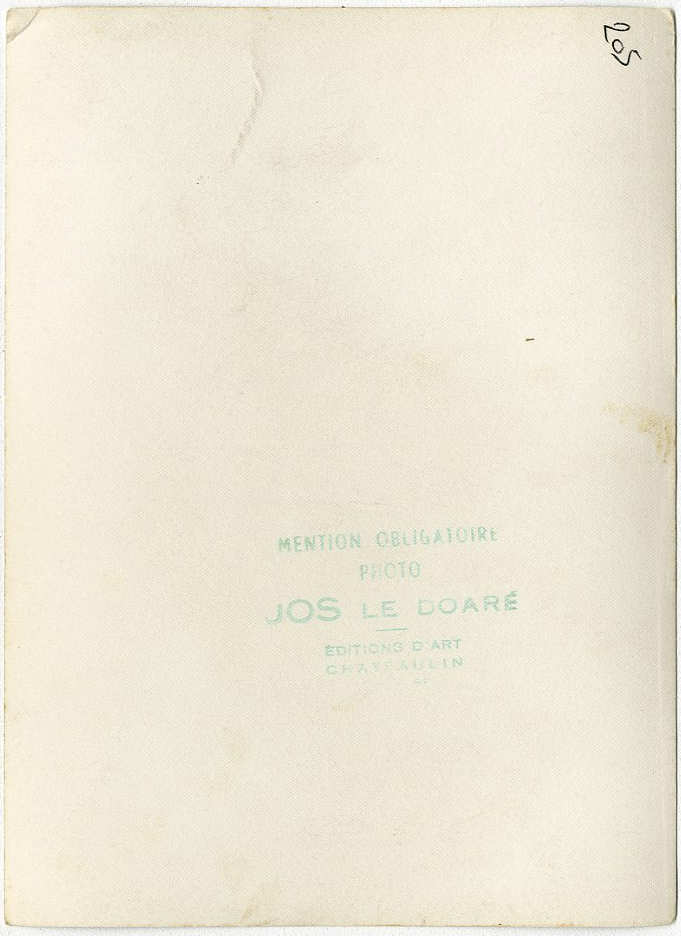 205
MENTION OBLIGATOIRE
PHOTO
JOS LE DOARÉ
ÉDITIONS D'ART
CHATEAULIN